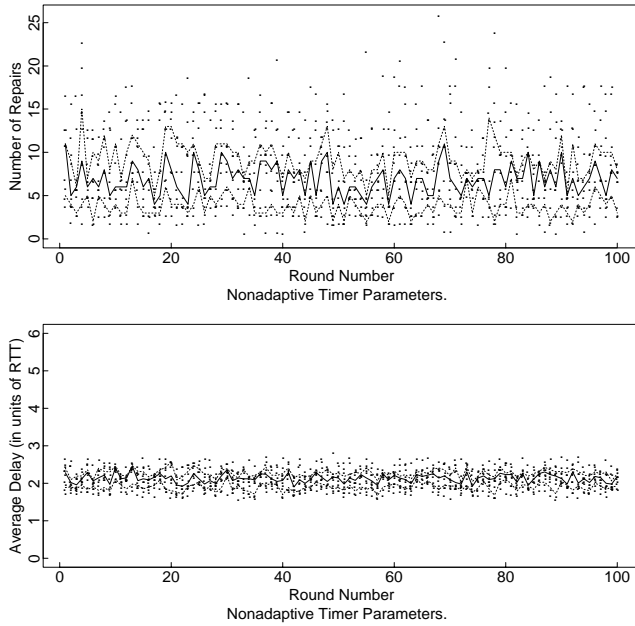 25
20
15
10
5
0
Number of Repairs
0 20 40 60 80 100
Round Number
Nonadaptive Timer Parameters.
6
5
4
3
2
1
0
Average Delay (in units of RTT)
0 20 40 60 80 100
Round Number
Nonadaptive Timer Parameters.